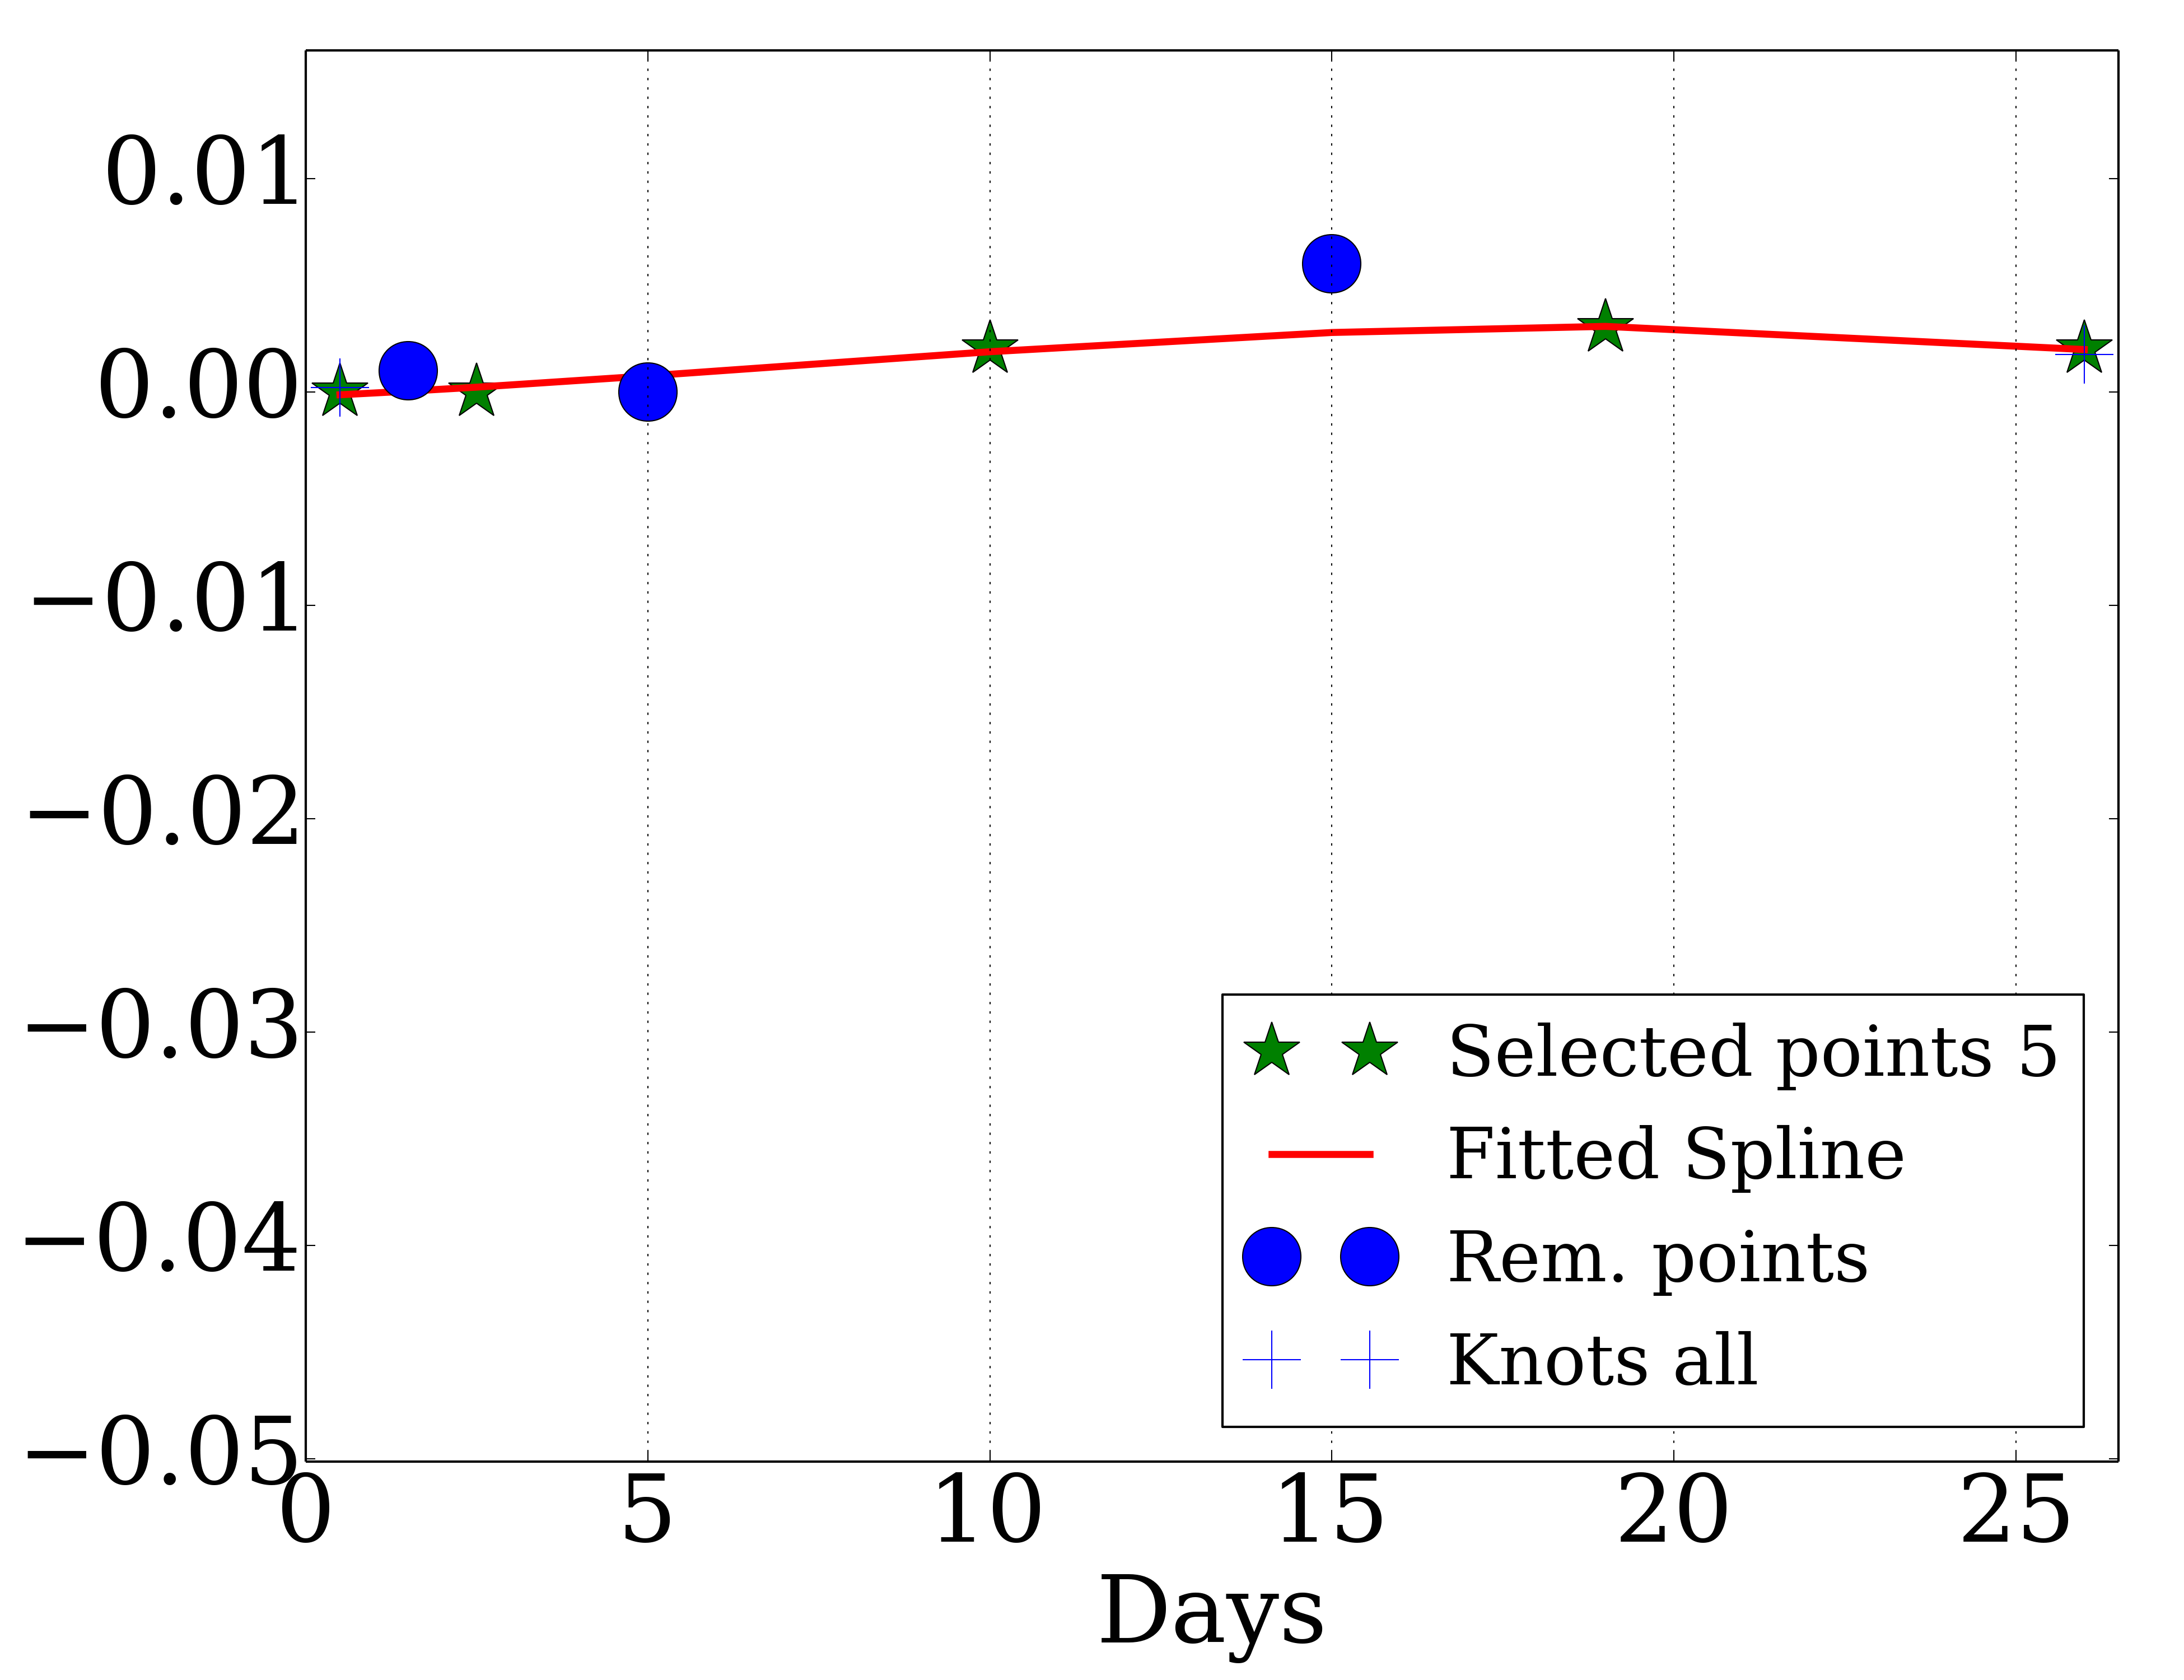 0.01
0.00
−0.01
−0.02
−0.03
−0.04
−0.05
Selected points 5
Fitted Spline
Rem. points
Knots all
0 5 10 15 20 25
Days